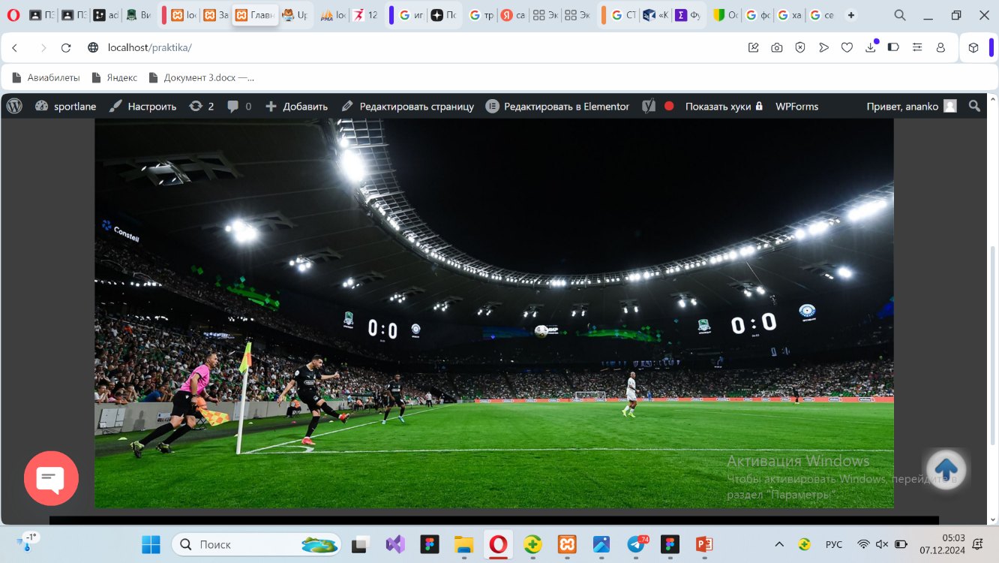 ПЭ
ПЭ
ad
Ви
loc
За
Главн
Up
loc
12
иг
По
тр
са
Эк
Эк
СТ
«К
Фу
Ос
фо
ха
се
localhost/praktika/
Авиабилеты
Яндекс
Документ 3.docx —...
sportlane
Настроить
2
0
Добавить
Редактировать страницу
Редактировать в Elementor
Показать хуки
WPForms
Привет, ananko
Constell
0:0
0:0
Активация Windows
Чтобы активировать Windows, перейдите в
раздел "Параметры".
-1°
Поиск
74
РУС
05:03
07.12.2024